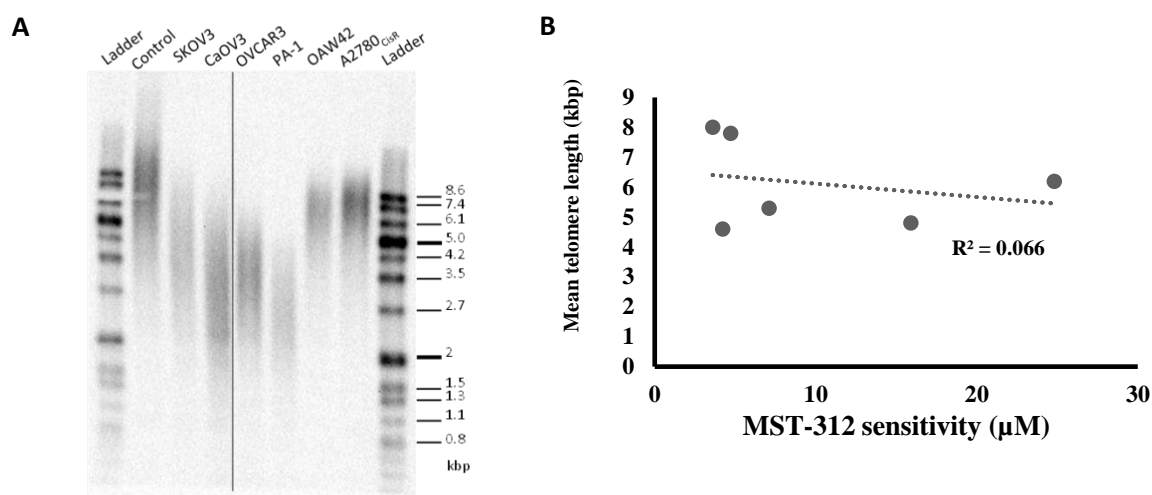 A
Ladder
Control
SKOV3
CaOV3
OVCAR3
PA-1
OAW42
A2780CisR
Ladder
8.6
7.4
6.1
5.0
4.2
3.5
2.7
2
1.5
1.3
1.1
0.8
kbp
B
Mean telomere length (kbp)
9
8
7
6
5
4
3
2
1
0
R² = 0.066
0 10 20 30
MST-312 sensitivity (μM)